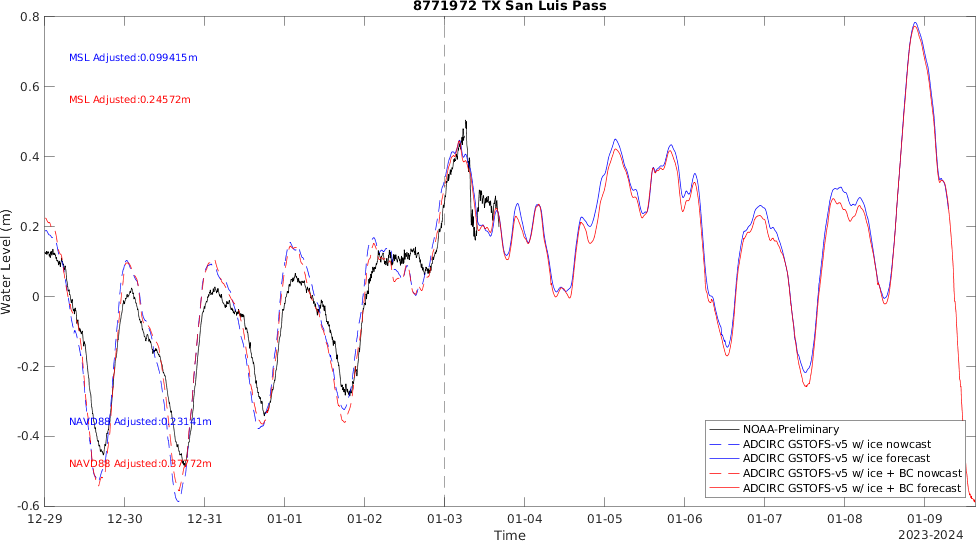 8771972 TX San Luis Pass
0.8
0.6
0.4
0.2
0
-0.2
-0.4
-0.6
Water Level (m)
MSL Adjusted:0.099415m
MSL Adjusted:0.24572m
NAVD88 Adjusted:0.23141m
NAVD88 Adjusted:0.37772m
NOAA-Preliminary
ADCIRC GSTOFS-v5 w/ ice nowcast
ADCIRC GSTOFS-v5 w/ ice forecast
ADCIRC GSTOFS-v5 w/ ice + BC nowcast
ADCIRC GSTOFS-v5 w/ ice + BC forecast
12-29 12-30 12-31 01-01 01-02 01-03 01-04 01-05 01-06 01-07 01-08 01-09
Time
2023-2024